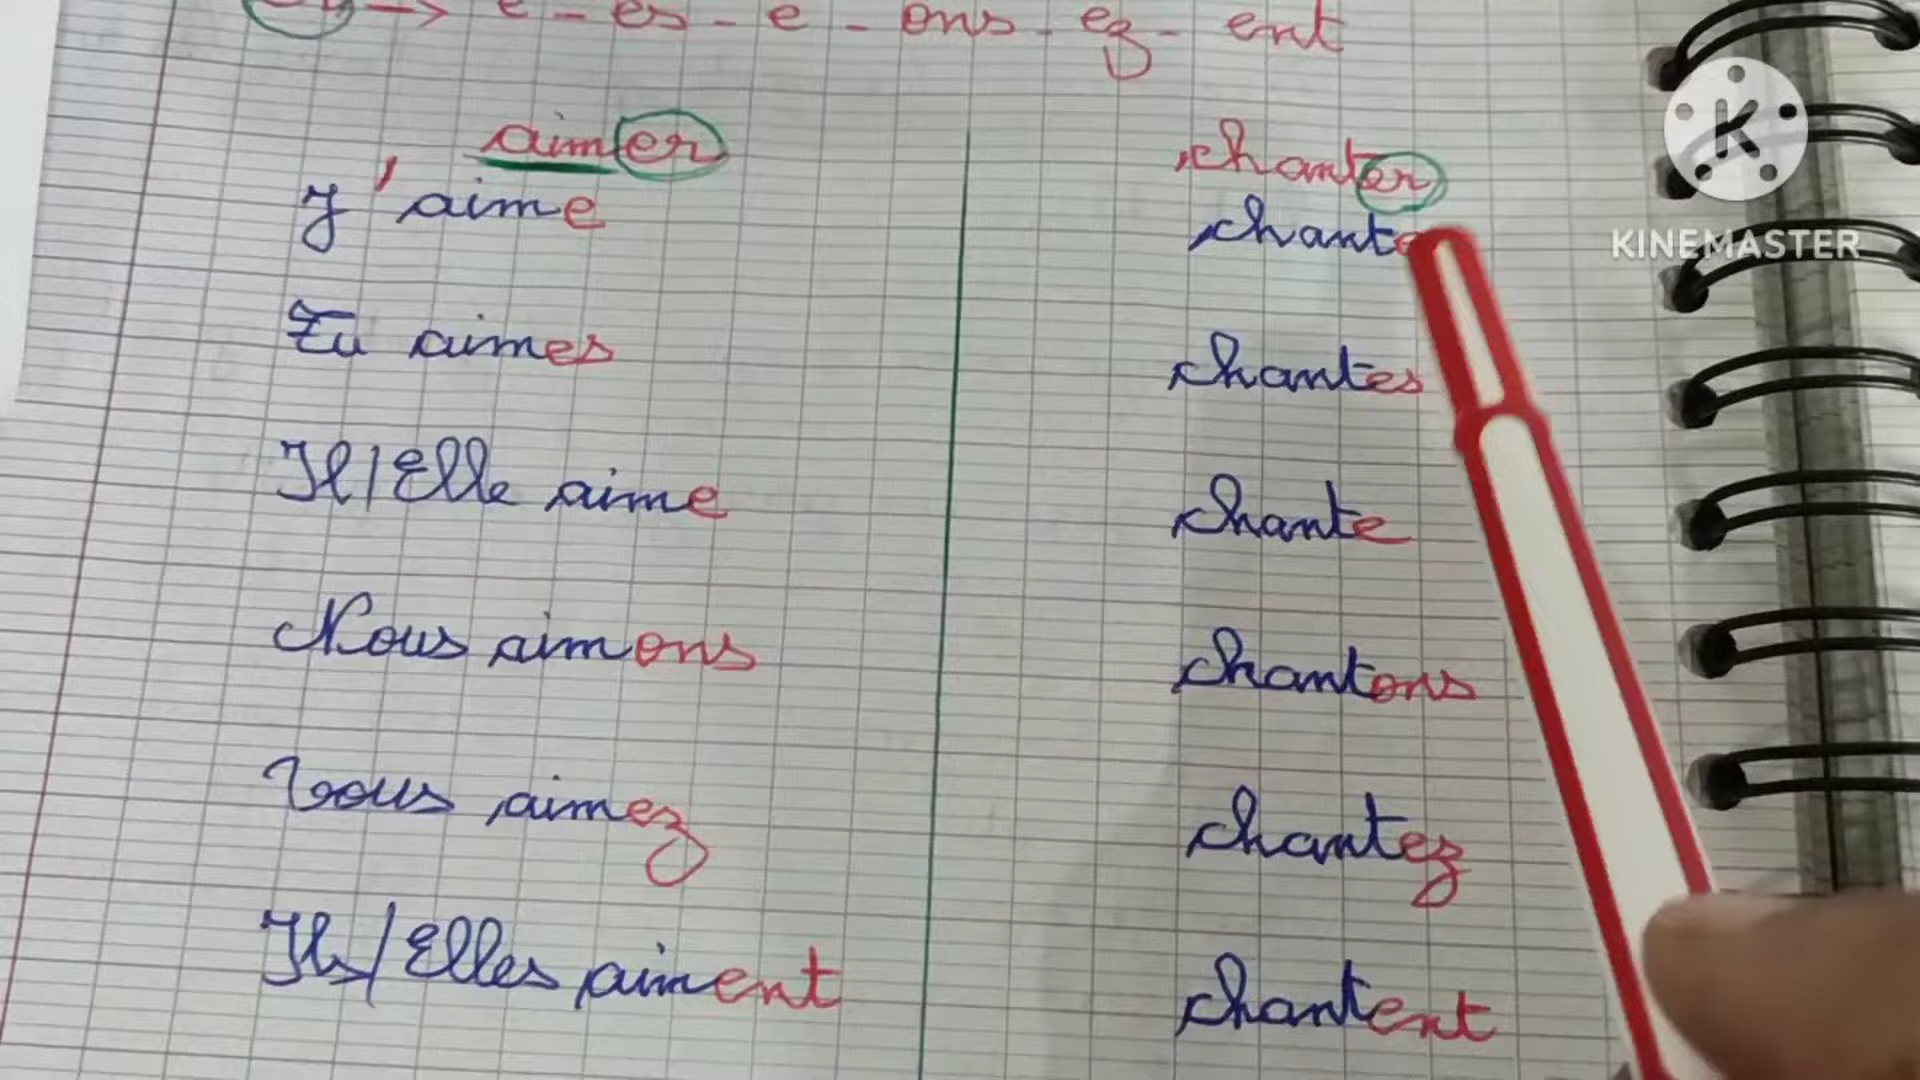 er → e - es - e - ons - ez - ent
aimer chanter
J'aime chante
Tu aimes chantes
Il/Elle aime chante
Nous aimons chantons
Vous aimez chantez
Ils/Elles aiment chantent
K
KINEMASTER